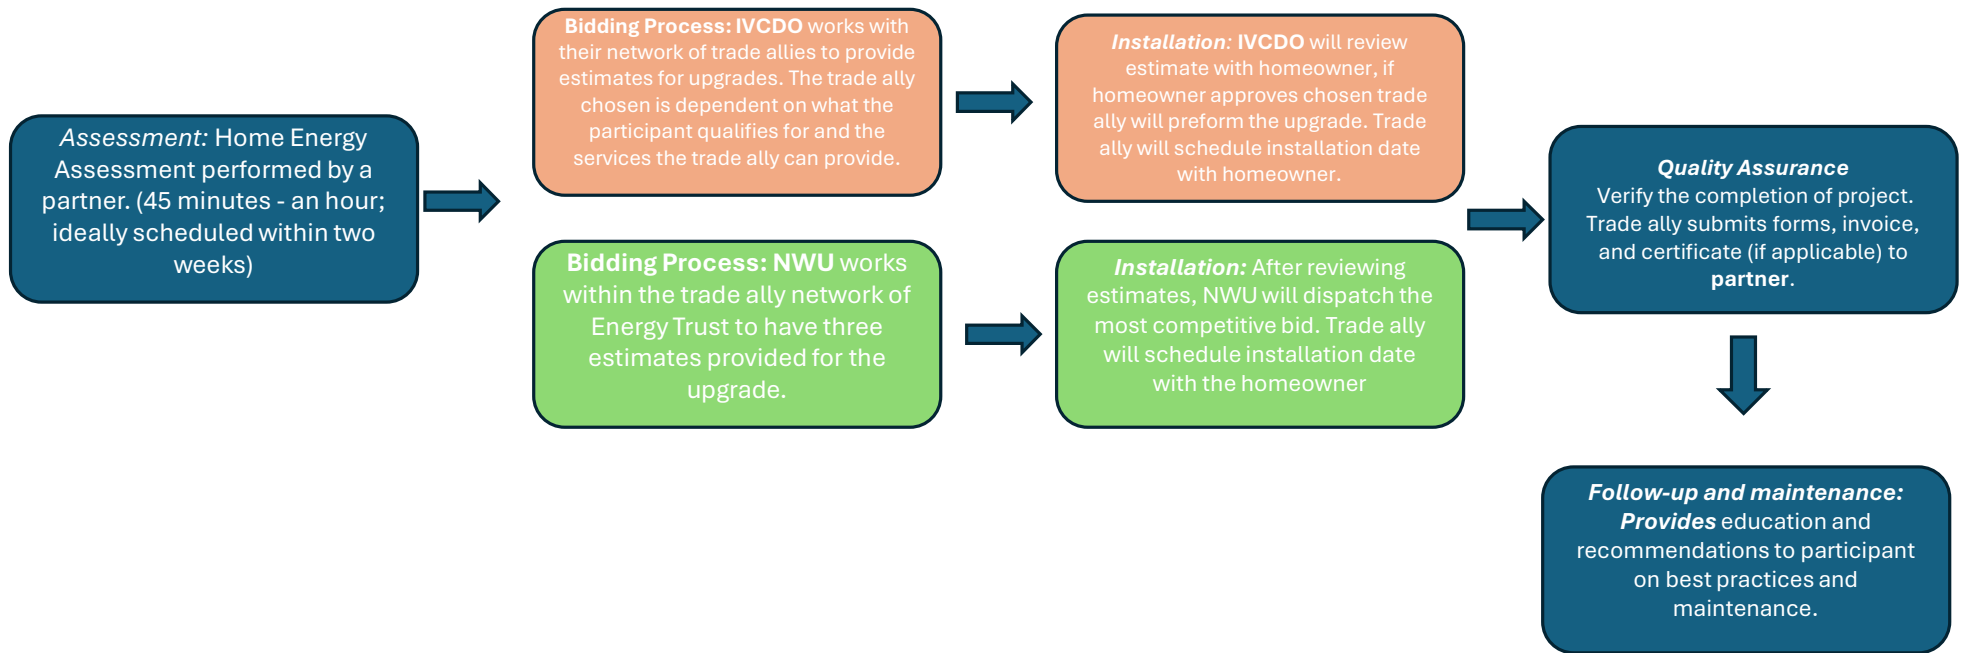 Assessment: Home Energy
Assessment performed by a
partner. (45 minutes - an hour;
ideally scheduled within two
weeks)
Bidding Process: IVCDO works with
their network of trade allies to provide
estimates for upgrades. The trade ally
chosen is dependent on what the
participant qualifies for and the
services the trade ally can provide.
Installation: IVCDO will review
estimate with homeowner, if
homeowner approves chosen trade
ally will preform the upgrade. Trade
ally will schedule installation date
with homeowner.
Bidding Process: NWU works
within the trade ally network of
Energy Trust to have three
estimates provided for the
upgrade.
Installation: After reviewing
estimates, NWU will dispatch the
most competitive bid. Trade ally
will schedule installation date
with the homeowner
Quality Assurance
Verify the completion of project.
Trade ally submits forms, invoice,
and certificate (if applicable) to
partner.
Follow-up and maintenance:
Provides education and
recommendations to participant
on best practices and
maintenance.